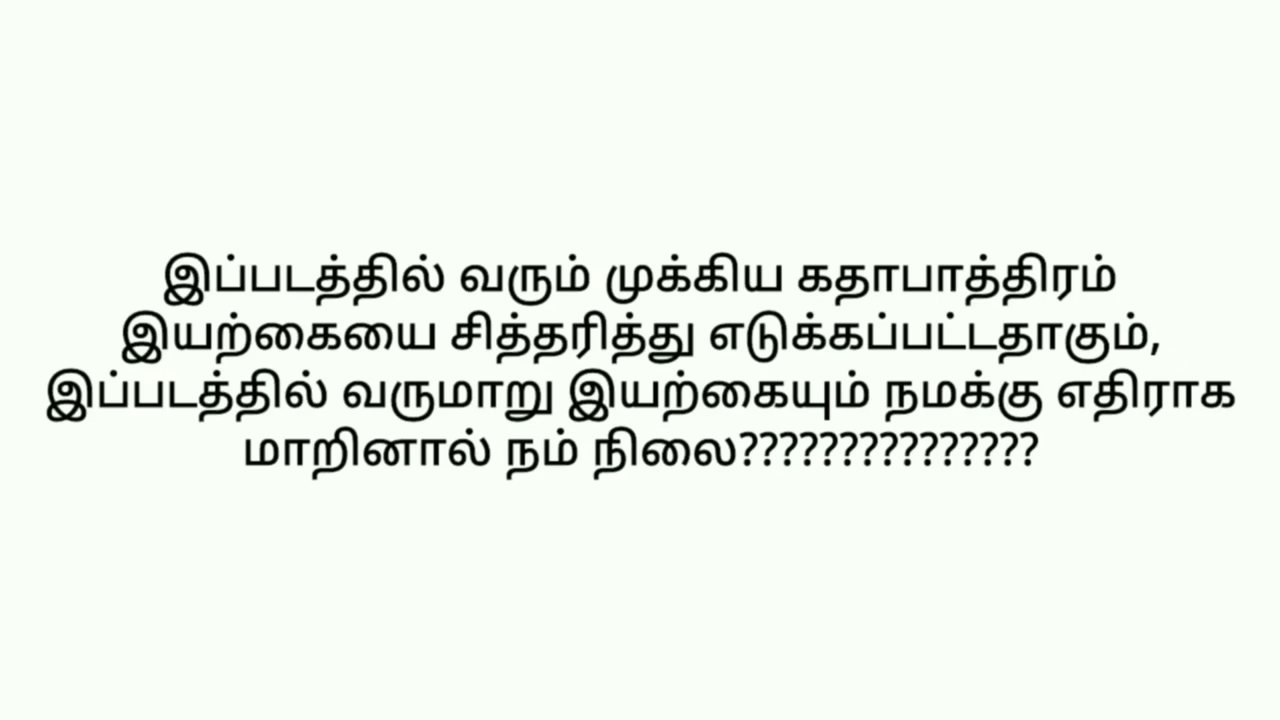 இப்படத்தில் வரும் முக்கிய கதாபாத்திரம்
இயற்கையை சித்தரித்து எடுக்கப்பட்டதாகும்,
இப்படத்தில் வருமாறு இயற்கையும் நமக்கு எதிராக
மாறினால் நம் நிலை???????????????